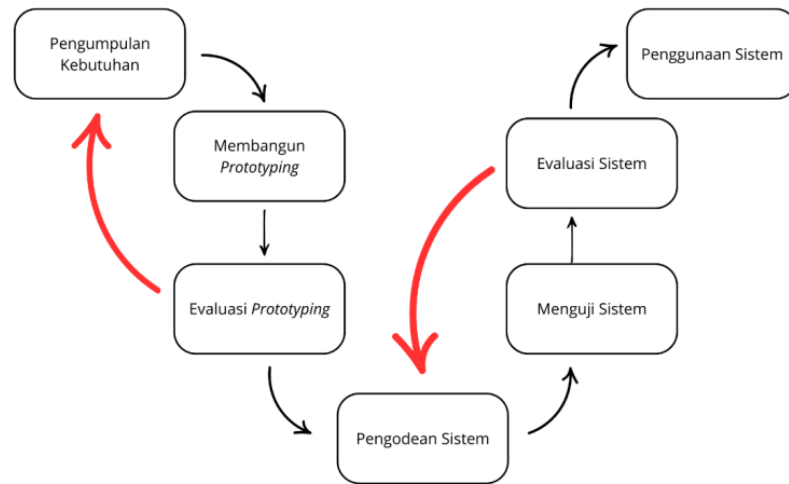 Pengumpulan
Kebutuhan
Membangun
Prototyping
Evaluasi Prototyping
Pengodean Sistem
Menguji Sistem
Evaluasi Sistem
Penggunaan Sistem